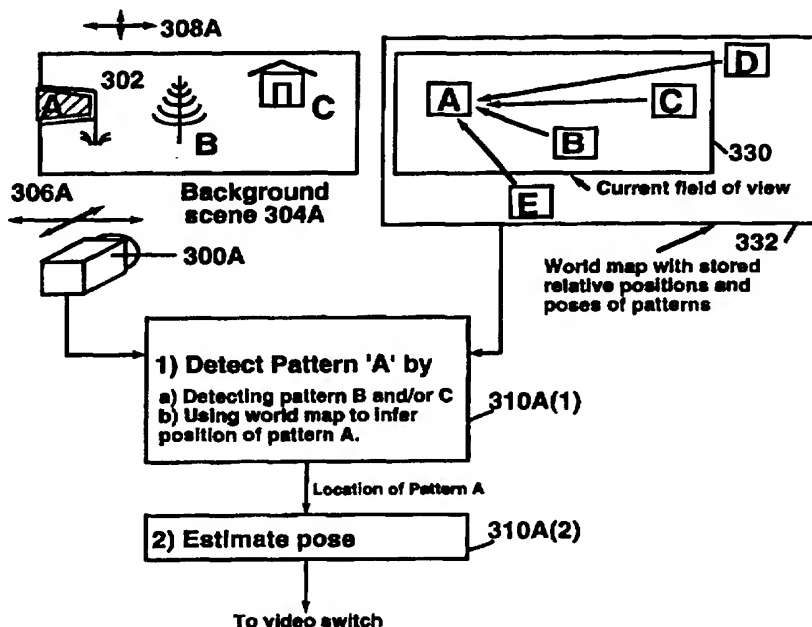 308A
302
A
B
C
306A
Background
scene 304A
300A
A
B
C
D
E
330
Current field of view
332
World map with stored
relative positions and
poses of patterns
1) Detect Pattern 'A' by
a) Detecting pattern B and/or C
b) Using world map to infer
position of pattern A.
310A(1)
Location of Pattern A
2) Estimate pose
310A(2)
To video switch